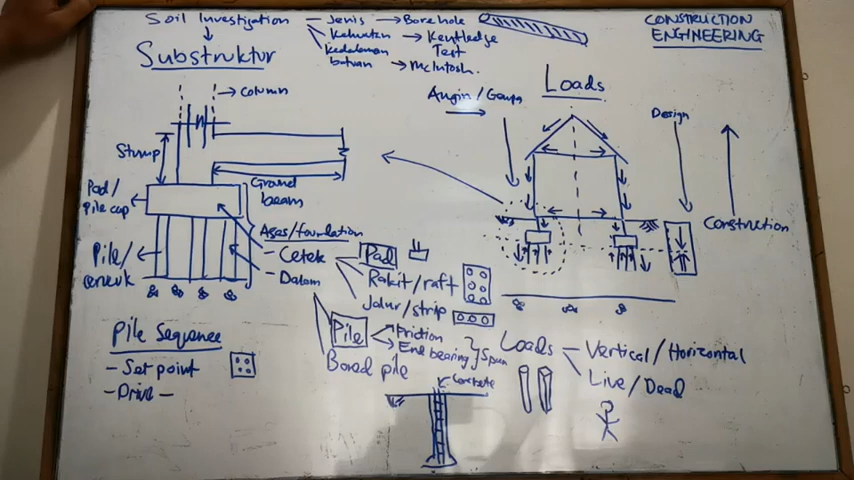 Soil Investigation - Jenis → Borehole
Kekuatan → Kentledge Test
Kedalaman batuan → McIntosh.
CONSTRUCTION
ENGINEERING
Substruktur
Column
Stump
Pad/
Pile cap
Ground
beam
Pile/
cerucuk
Asas/foundation
- Cetek
- Dalam
Pad
Rakit/raft
Jalur/strip
Pile
Friction
End bearing
Spun
Bored pile
Concrete
Pile Sequence
- Set point
- Drive -
Loads
Angin/
Design
Construction
Loads - Vertical/Horizontal
Live/Dead